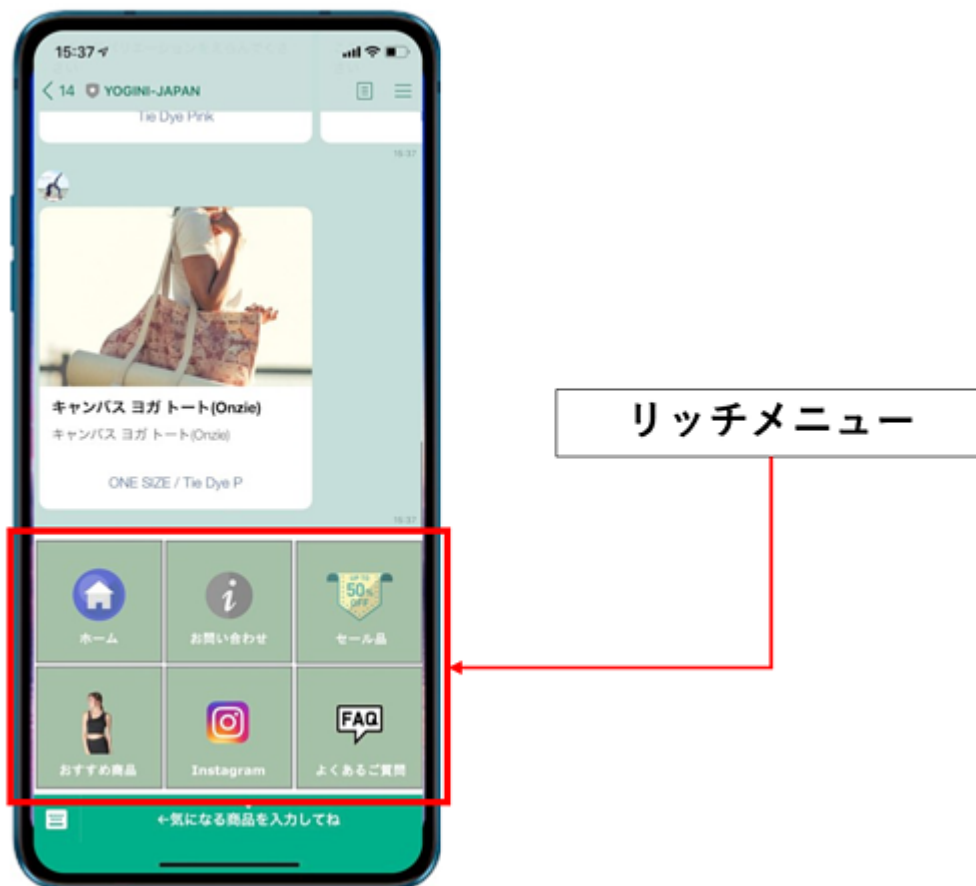 15:37
14 YOGINI-JAPAN
Tie Dye Pink
15:37
キャンバス ヨガ トート(Onzie)
キャンバス ヨガ トート(Onzie)
ONE SIZE / Tie Dye P
15:37
リッチメニュー
UP TO
50%
OFF
ホーム
お問い合わせ
セール品
FAQ
おすすめ商品
Instagram
よくあるご質問
←気になる商品を入力してね